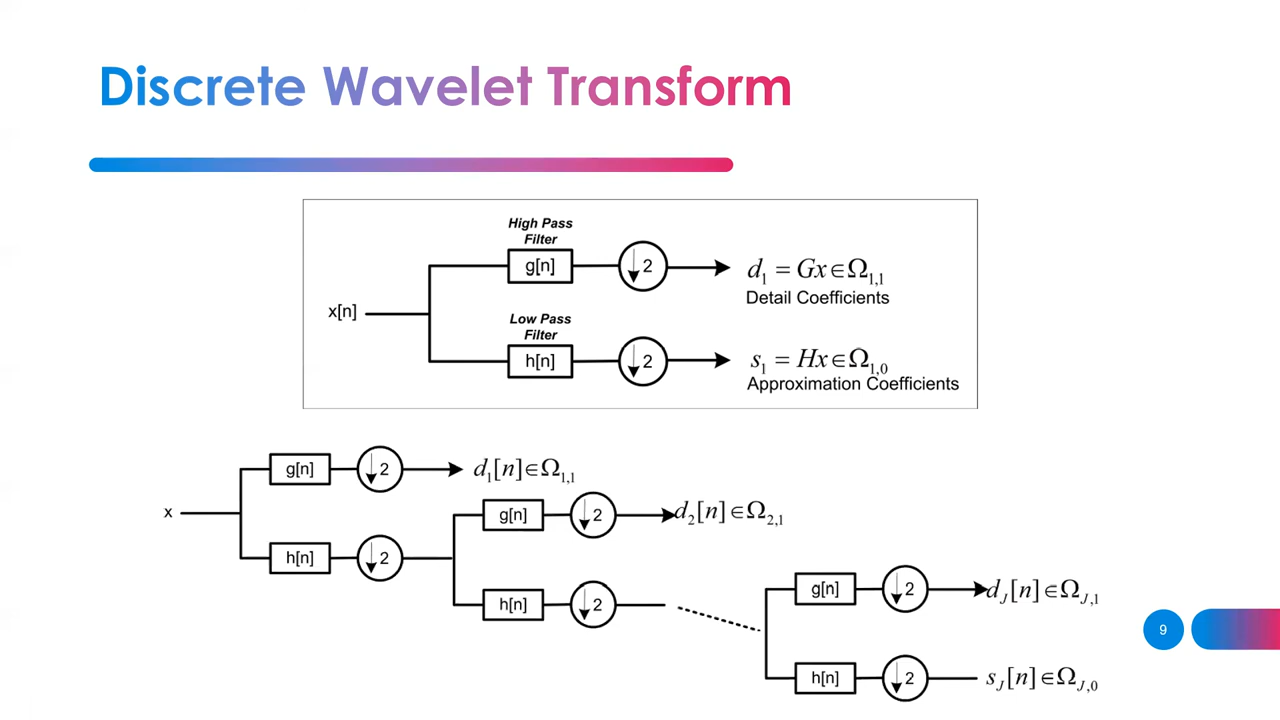 Discrete Wavelet Transform
High Pass
Filter
g[n]
2
d₁ = Gx∈Ω₁,₁
Detail Coefficients
x[n]
Low Pass
Filter
h[n]
2
s₁ = Hx∈Ω₁,₀
Approximation Coefficients
g[n]
2
d₁[n]∈Ω₁,₁
x
g[n]
2
d₂[n]∈Ω₂,₁
h[n]
2
h[n]
2
g[n]
2
d_J[n]∈Ω_J,₁
9
h[n]
2
s_J[n]∈Ω_J,₀